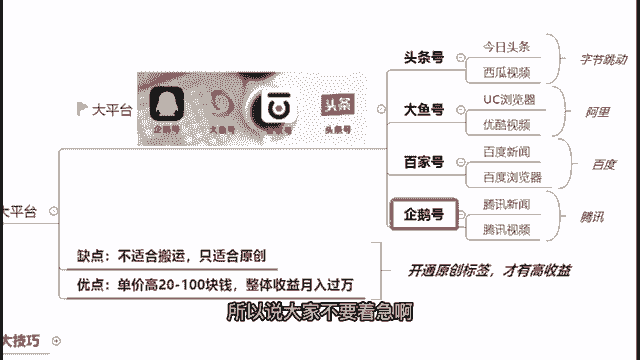 大平台
企鹅号
大鱼号
头条号
头条
头条号
今日头条
西瓜视频
字节跳动
大鱼号
UC浏览器
优酷视频
阿里
百家号
百度新闻
百度浏览器
百度
企鹅号
腾讯新闻
腾讯视频
腾讯
大平台
缺点：不适合搬运，只适合原创
优点：单价高20-100块钱，整体收益月入过万
开通原创标签，才有高收益
所以说大家不要着急啊
大技巧